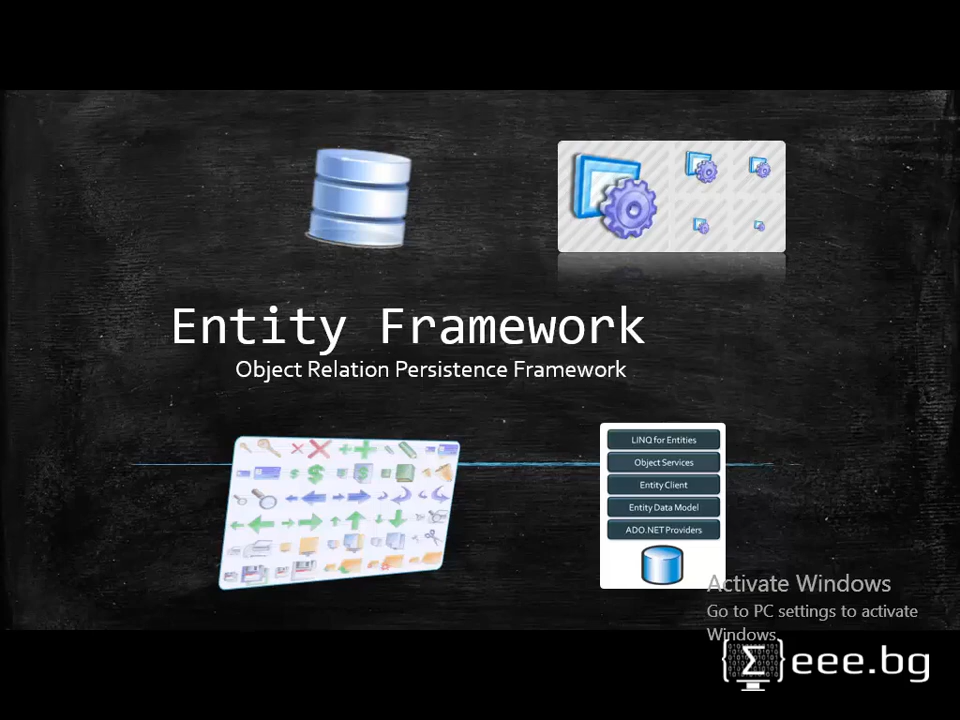 Entity Framework
Object Relation Persistence Framework
LINQ for Entities
Object Services
Entity Client
Entity Data Model
ADO.NET Providers
Activate Windows
Go to PC settings to activate
Windows.
{Σ}eee.bg